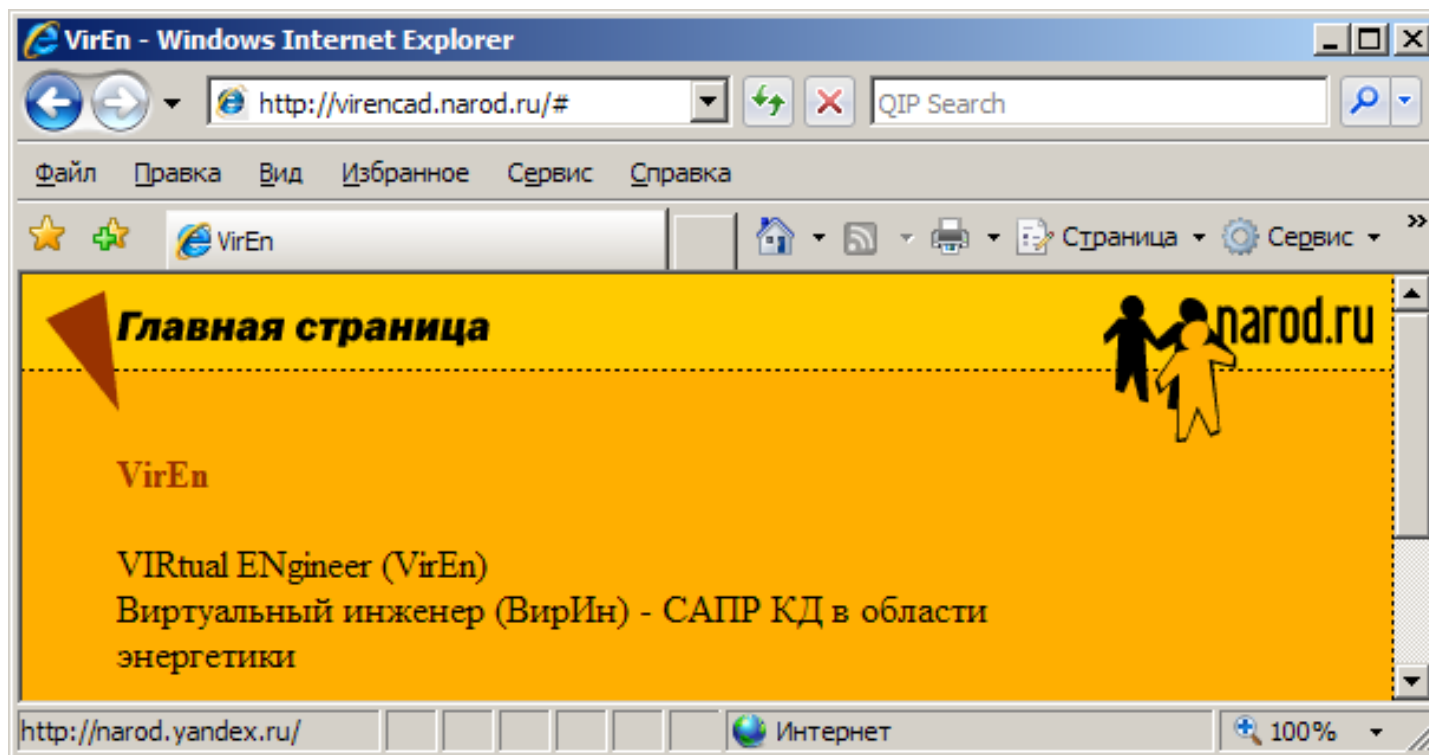 VirEn - Windows Internet Explorer
http://virencad.narod.ru/# QIP Search
Файл Правка Вид Избранное Сервис Справка
VirEn Страница Сервис »
Главная страница narod.ru
VirEn
VIRtual ENgineer (VirEn)
Виртуальный инженер (ВирИн) - САПР КД в области
энергетики
http://narod.yandex.ru/ Интернет 100%